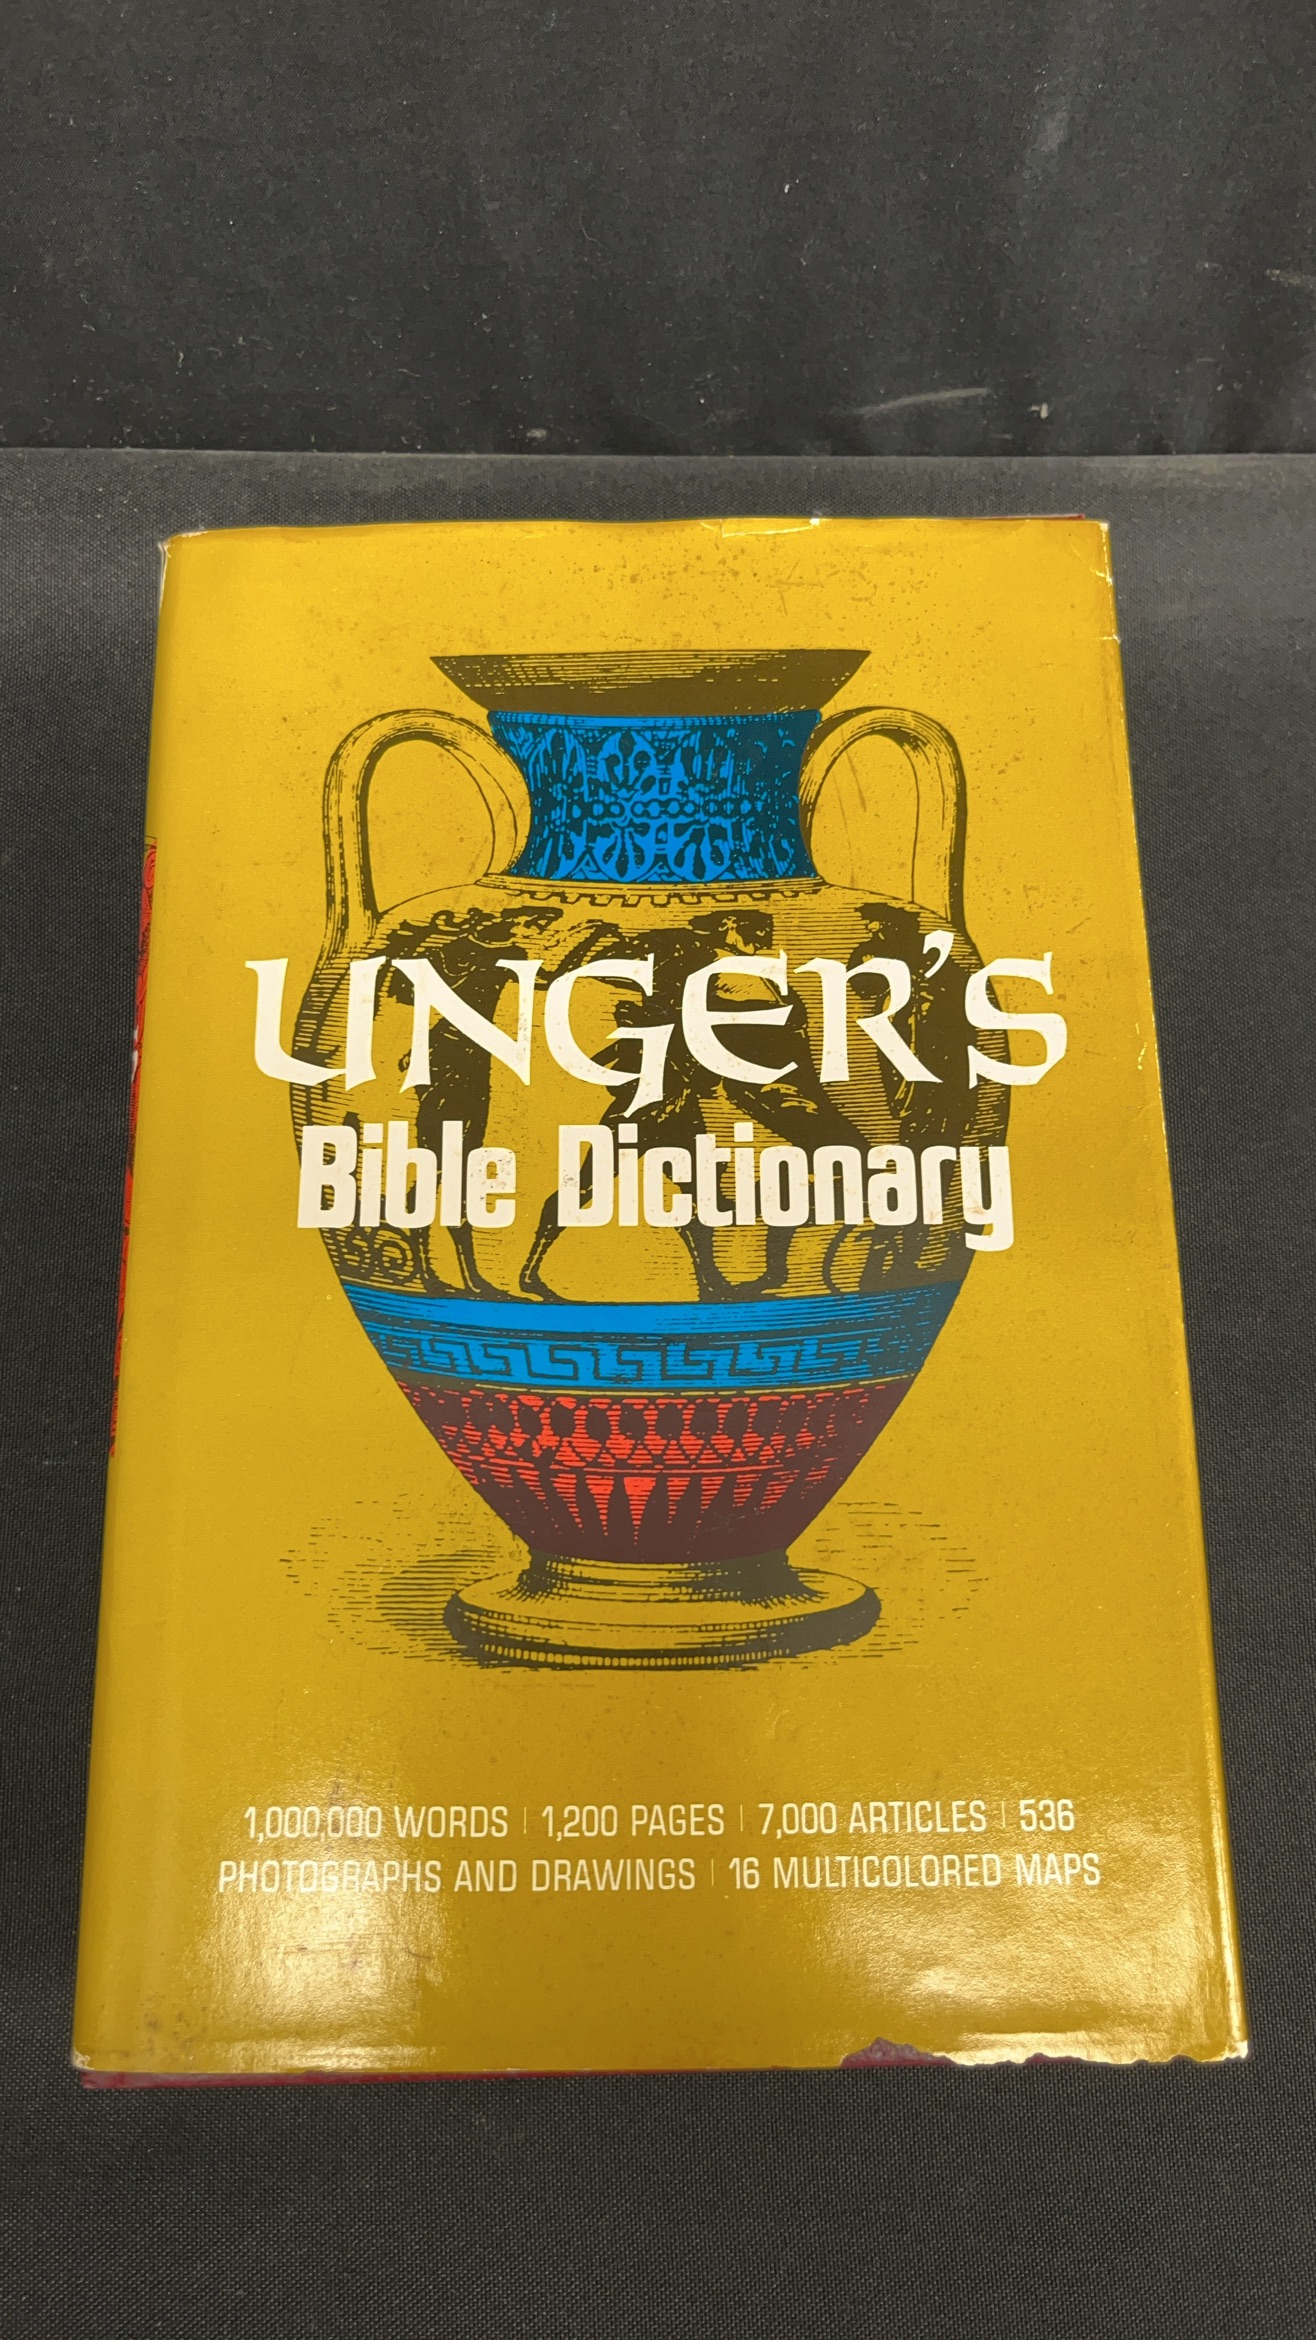 UNGER'S
Bible Dictionary
1,000,000 WORDS | 1,200 PAGES | 7,000 ARTICLES | 536
PHOTOGRAPHS AND DRAWINGS | 16 MULTICOLORED MAPS